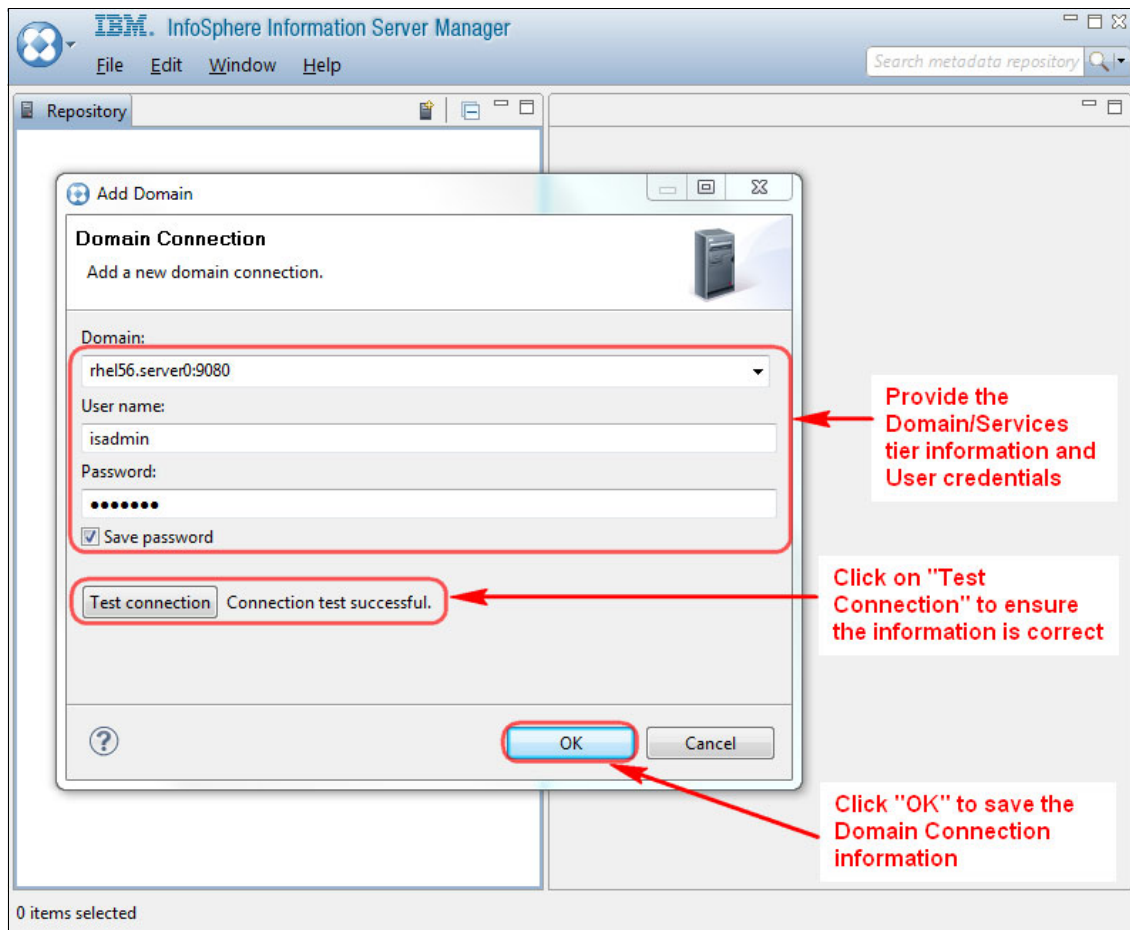 IBM. InfoSphere Information Server Manager
File Edit Window Help
Search metadata repository
Repository
Add Domain
Domain Connection
Add a new domain connection.
Domain:
rhel56.server0:9080
User name:
isadmin
Password:
•••••••
Save password
Test connection Connection test successful.
? OK Cancel
Provide the
Domain/Services
tier information and
User credentials
Click on "Test
Connection" to ensure
the information is correct
Click "OK" to save the
Domain Connection
information
0 items selected